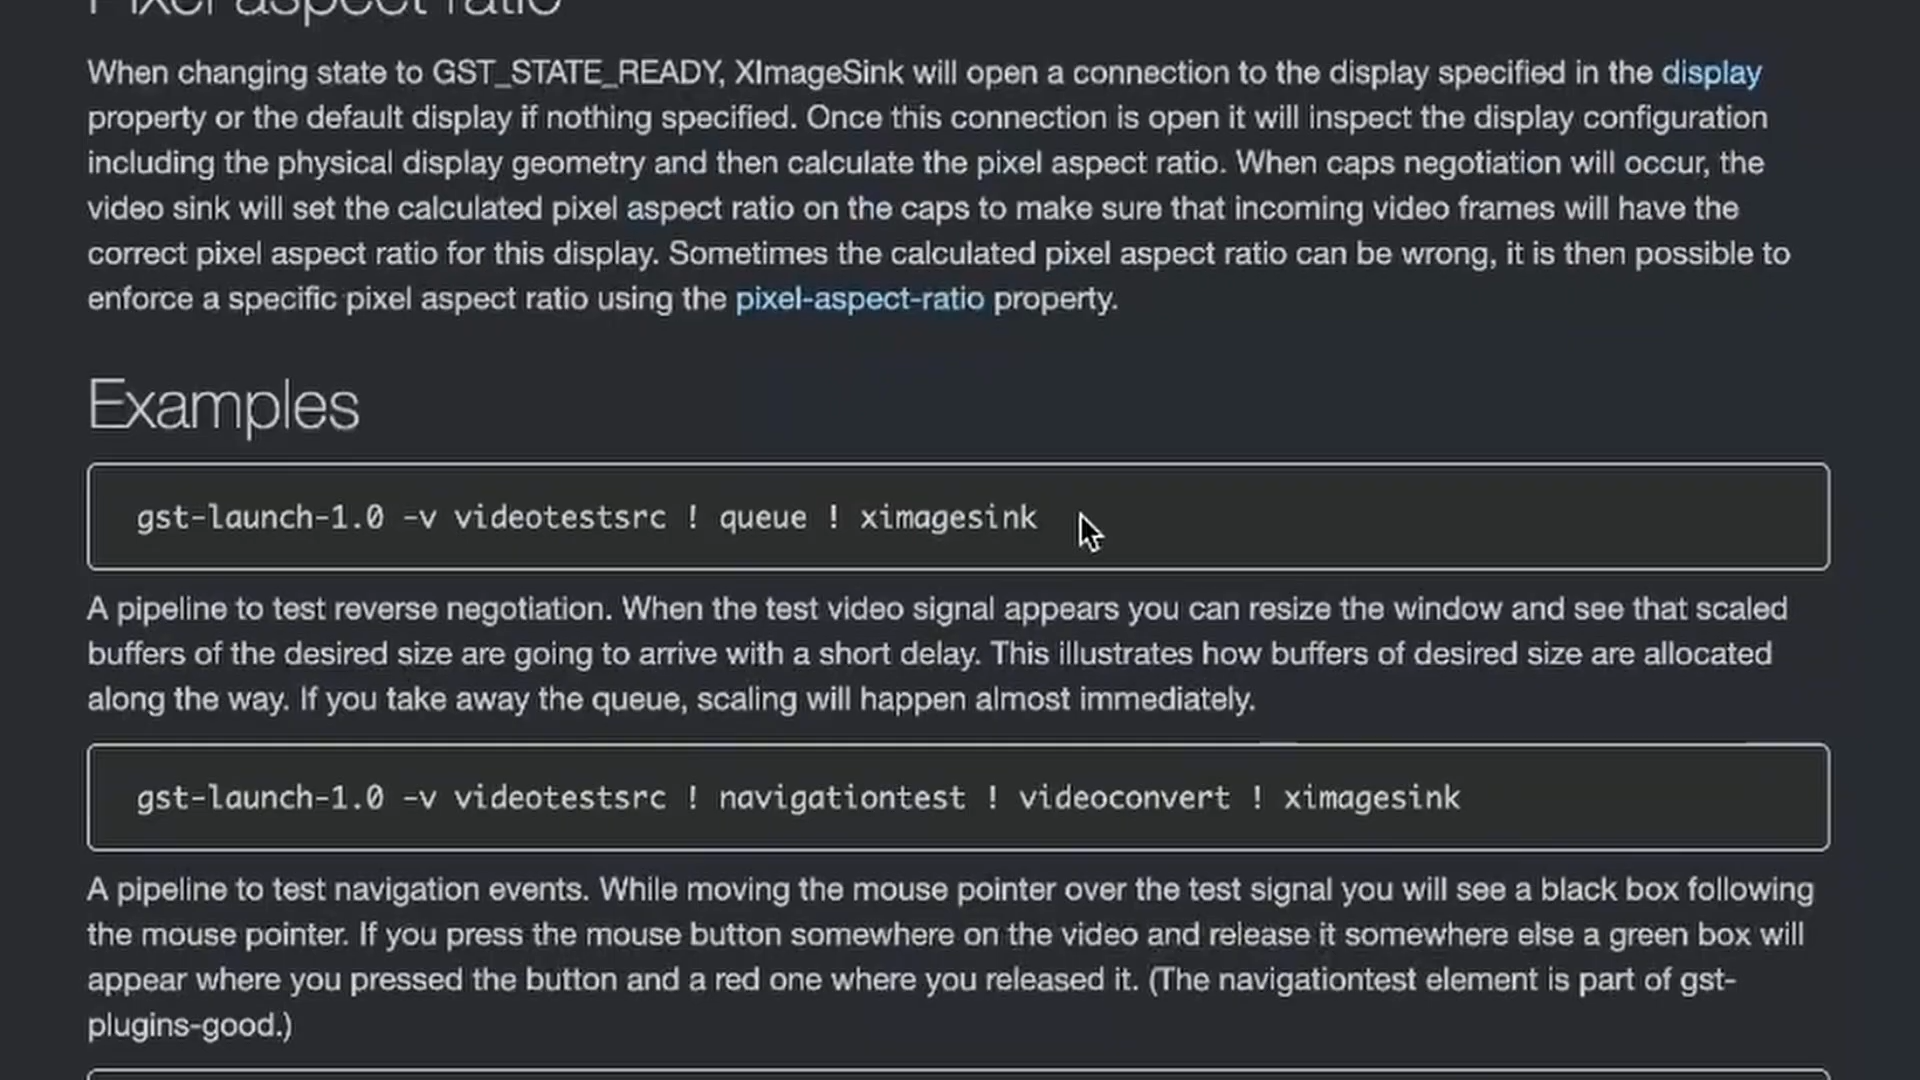 Pixel aspect ratio
When changing state to GST_STATE_READY, XImageSink will open a connection to the display specified in the display
property or the default display if nothing specified. Once this connection is open it will inspect the display configuration
including the physical display geometry and then calculate the pixel aspect ratio. When caps negotiation will occur, the
video sink will set the calculated pixel aspect ratio on the caps to make sure that incoming video frames will have the
correct pixel aspect ratio for this display. Sometimes the calculated pixel aspect ratio can be wrong, it is then possible to
enforce a specific pixel aspect ratio using the pixel-aspect-ratio property.
Examples
gst-launch-1.0 -v videotestsrc ! queue ! ximagesink
A pipeline to test reverse negotiation. When the test video signal appears you can resize the window and see that scaled
buffers of the desired size are going to arrive with a short delay. This illustrates how buffers of desired size are allocated
along the way. If you take away the queue, scaling will happen almost immediately.
gst-launch-1.0 -v videotestsrc ! navigationtest ! videoconvert ! ximagesink
A pipeline to test navigation events. While moving the mouse pointer over the test signal you will see a black box following
the mouse pointer. If you press the mouse button somewhere on the video and release it somewhere else a green box will
appear where you pressed the button and a red one where you released it. (The navigationtest element is part of gst-
plugins-good.)